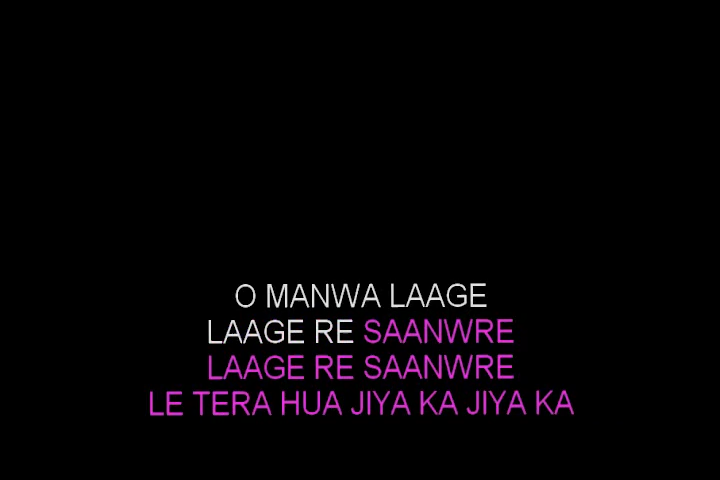 O MANWA LAAGE
LAAGE RE SAANWRE
LAAGE RE SAANWRE
LE TERA HUA JIYA KA JIYA KA